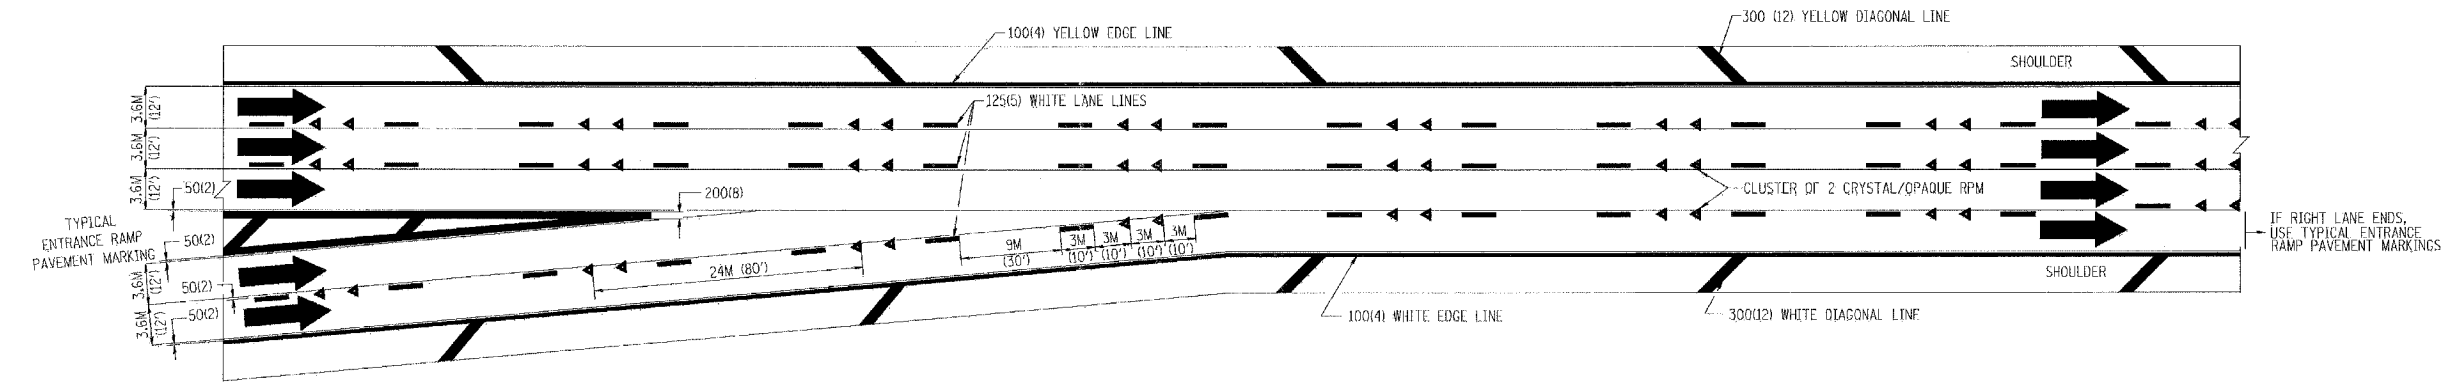 300 (12) YELLOW DIAGONAL LINE
100(4) YELLOW EDGE LINE
SHOULDER
3.6M
(12')
125(5) WHITE LANE LINES
3.6M
(12')
3.6M
(12')
50(2)
200(8)
CLUSTER OF 2 CRYSTAL/OPAQUE RPM
TYPICAL
ENTRANCE RAMP
PAVEMENT MARKING
50(2)
IF RIGHT LANE ENDS,
USE TYPICAL ENTRANCE
RAMP PAVEMENT MARKINGS
9M
(30')
3M
(10')
3M
(10')
3M
(10')
3M
(10')
24M (80')
3.6M
(12')
50(2)
SHOULDER
3.6M
(12')
50(2)
100(4) WHITE EDGE LINE
300(12) WHITE DIAGONAL LINE